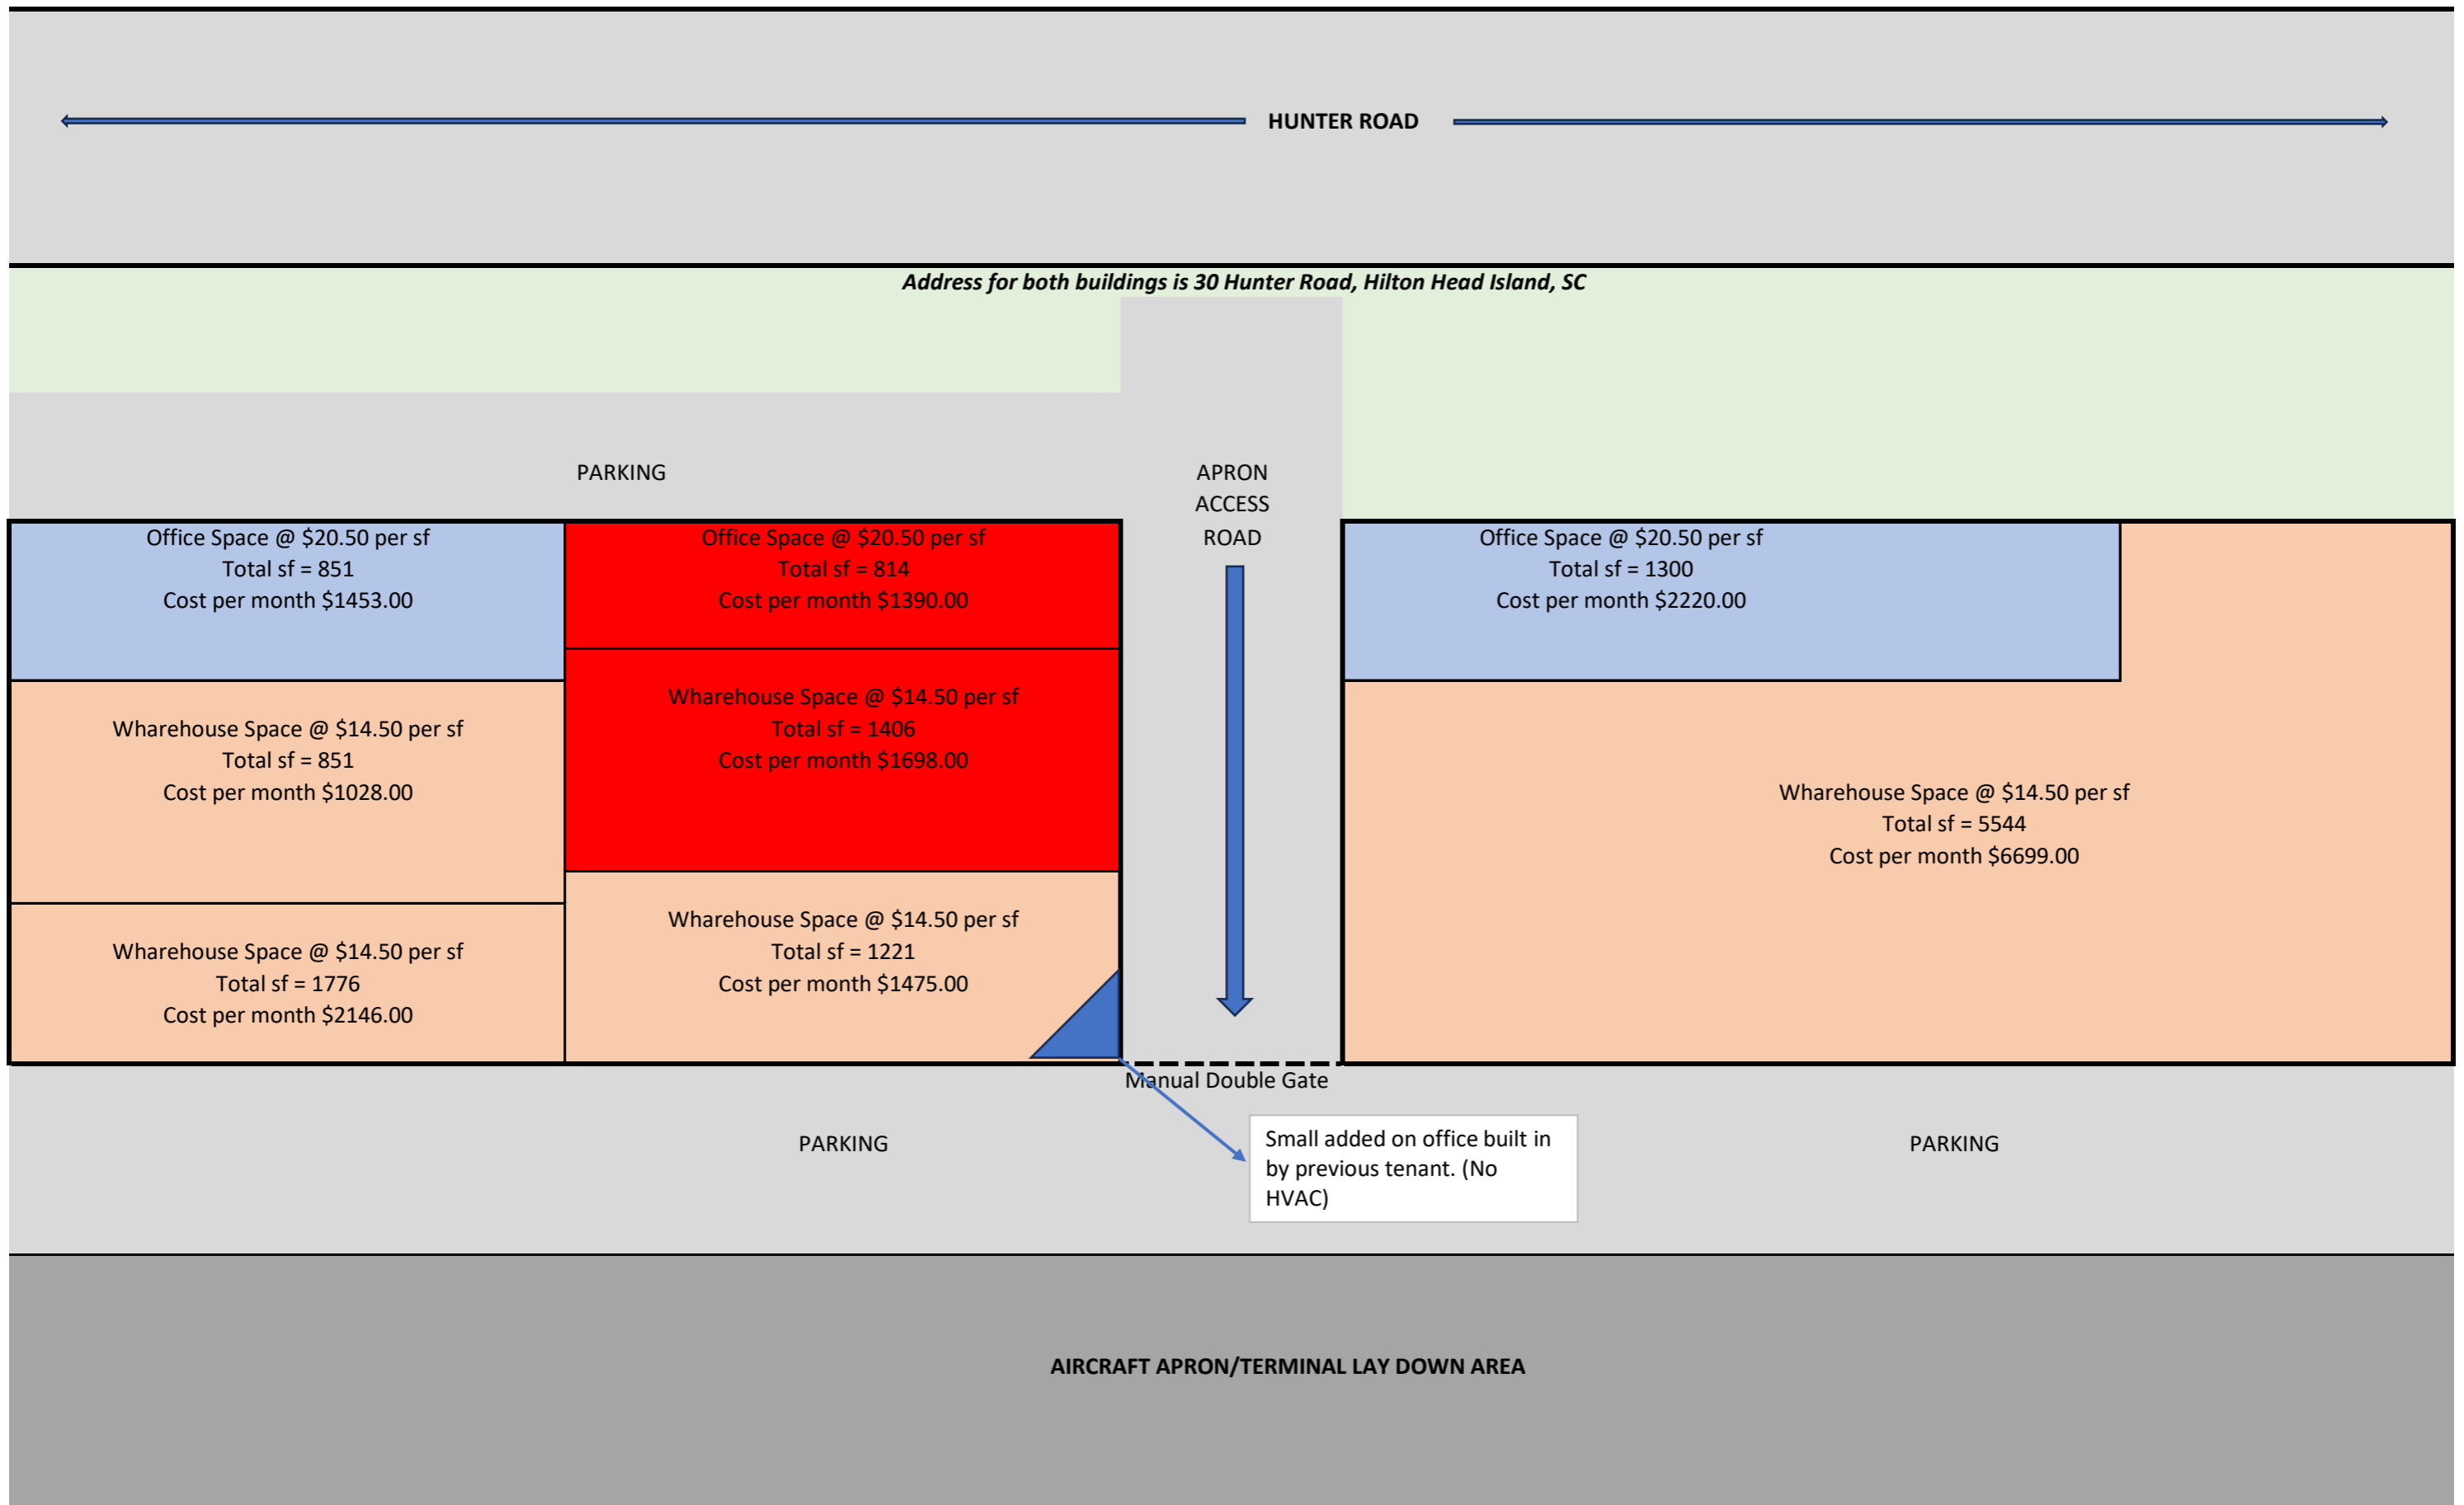 HUNTER ROAD
Address for both buildings is 30 Hunter Road, Hilton Head Island, SC
PARKING
APRON
ACCESS
ROAD
Office Space @ $20.50 per sf
Total sf = 851
Cost per month $1453.00
Office Space @ $20.50 per sf
Total sf = 814
Cost per month $1390.00
Office Space @ $20.50 per sf
Total sf = 1300
Cost per month $2220.00
Wharehouse Space @ $14.50 per sf
Total sf = 851
Cost per month $1028.00
Wharehouse Space @ $14.50 per sf
Total sf = 1406
Cost per month $1698.00
Wharehouse Space @ $14.50 per sf
Total sf = 5544
Cost per month $6699.00
Wharehouse Space @ $14.50 per sf
Total sf = 1776
Cost per month $2146.00
Wharehouse Space @ $14.50 per sf
Total sf = 1221
Cost per month $1475.00
Manual Double Gate
PARKING
Small added on office built in
by previous tenant. (No
HVAC)
PARKING
AIRCRAFT APRON/TERMINAL LAY DOWN AREA